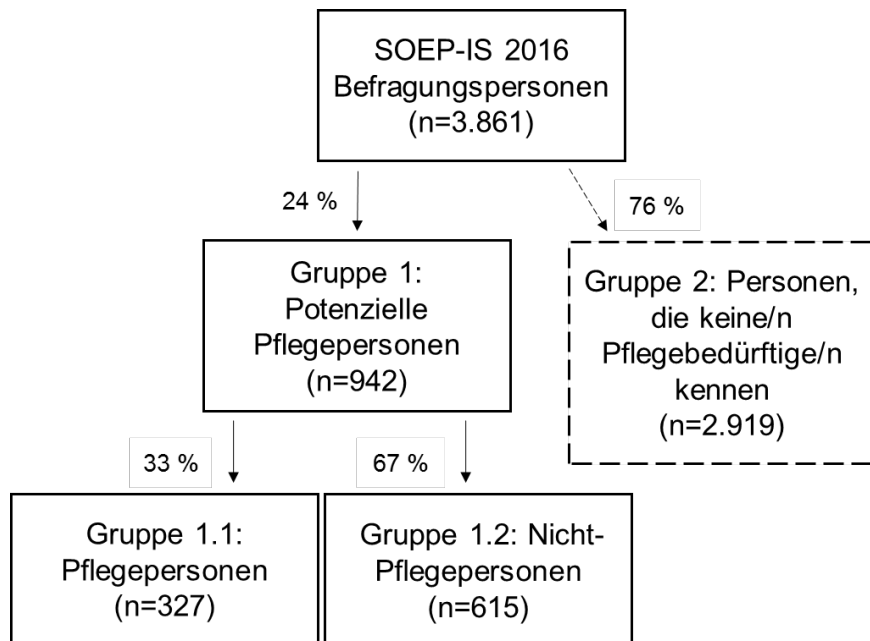 SOEP-IS 2016
Befragungspersonen
(n=3.861)
24 %
76 %
Gruppe 1:
Potenzielle
Pflegepersonen
(n=942)
Gruppe 2: Personen,
die keine/n
Pflegebedürftige/n
kennen
(n=2.919)
33 %
67 %
Gruppe 1.1:
Pflegepersonen
(n=327)
Gruppe 1.2: Nicht-
Pflegepersonen
(n=615)